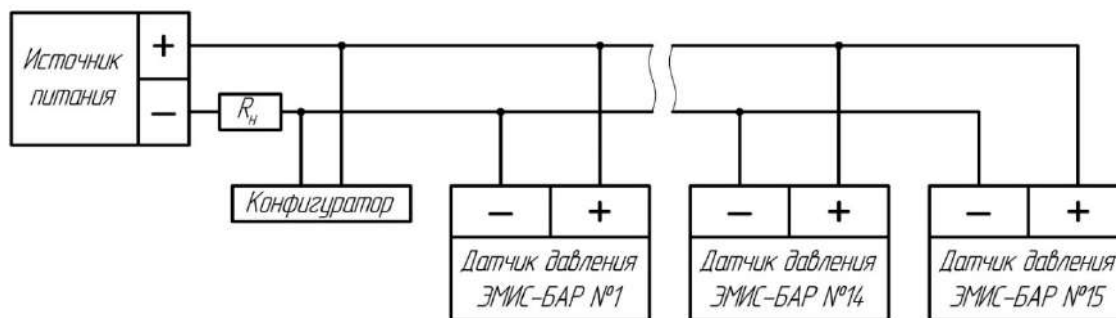 Источник
питания
+
−
Rн
Конфигуратор
− +
Датчик давления
ЭМИС-БАР №1
− +
Датчик давления
ЭМИС-БАР №14
− +
Датчик давления
ЭМИС-БАР №15